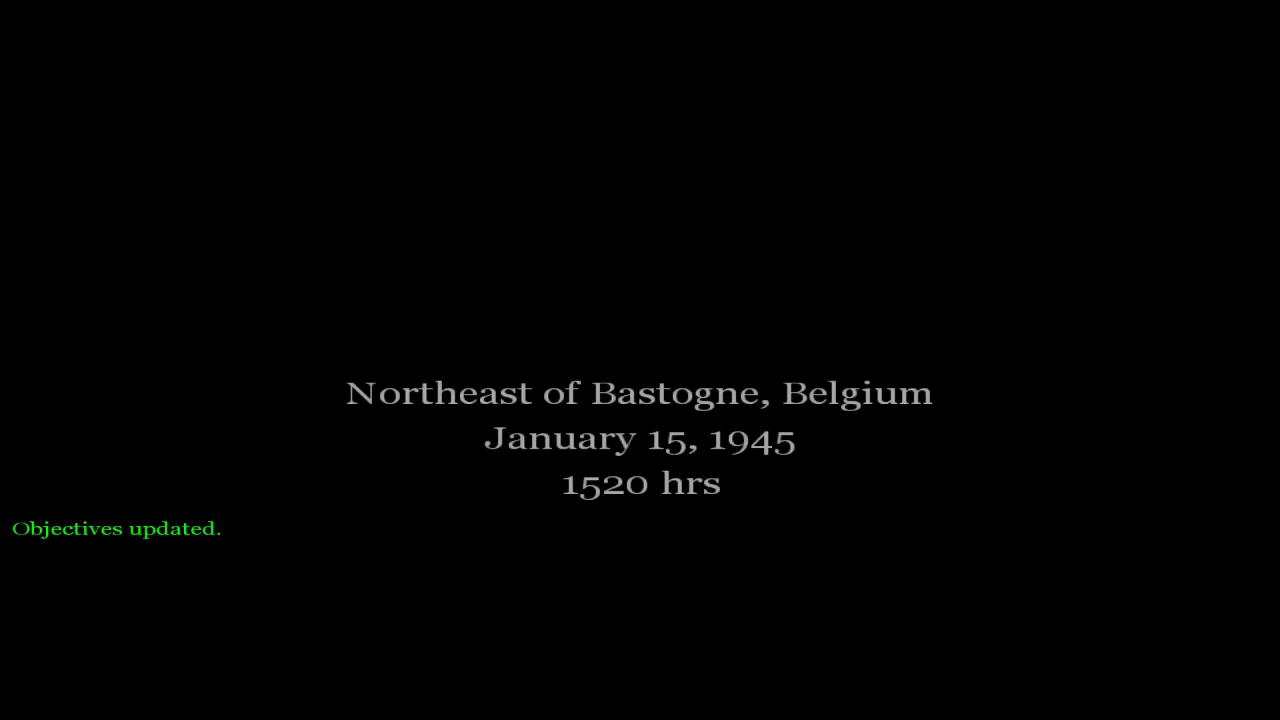 Northeast of Bastogne, Belgium
January 15, 1945
1520 hrs
Objectives updated.